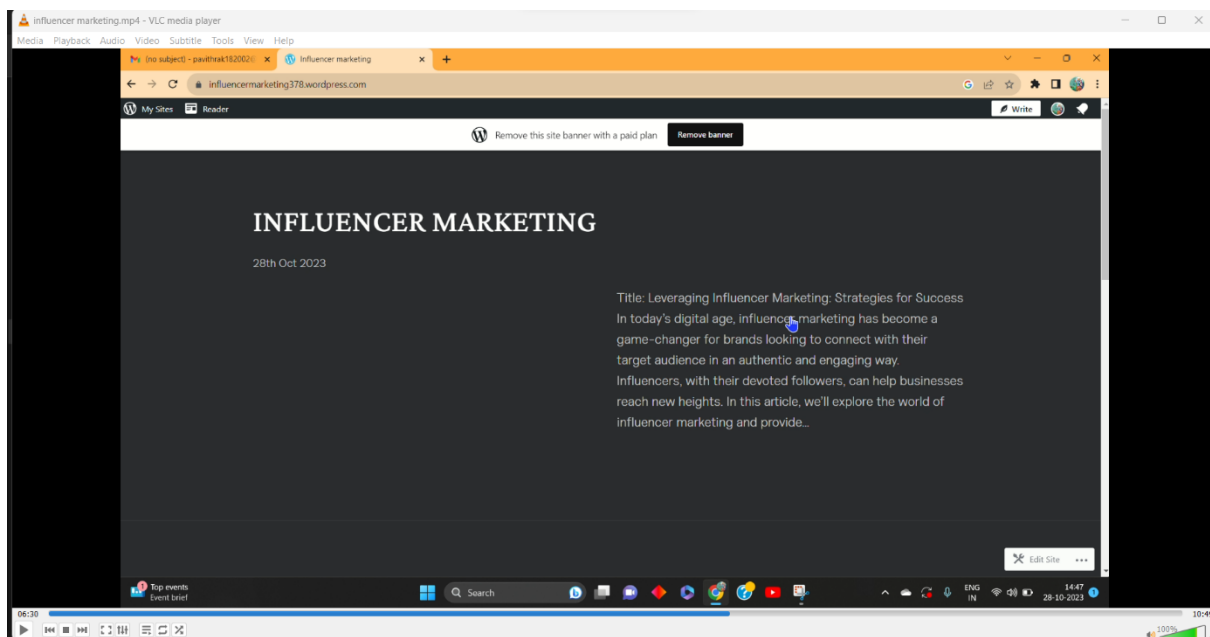 influencer marketing.mp4 - VLC media player
Media Playback Audio Video Subtitle Tools View Help
(no subject) - pavithrak1820026
Influencer marketing
influencermarketing378.wordpress.com
My Sites Reader Write
Remove this site banner with a paid plan Remove banner
INFLUENCER MARKETING
28th Oct 2023
Title: Leveraging Influencer Marketing: Strategies for Success
In today's digital age, influencer marketing has become a
game-changer for brands looking to connect with their
target audience in an authentic and engaging way.
Influencers, with their devoted followers, can help businesses
reach new heights. In this article, we'll explore the world of
influencer marketing and provide...
Edit Site
Top events
Event brief
Search
ENG
IN
14:47
28-10-2023
06:30
10:49
100%